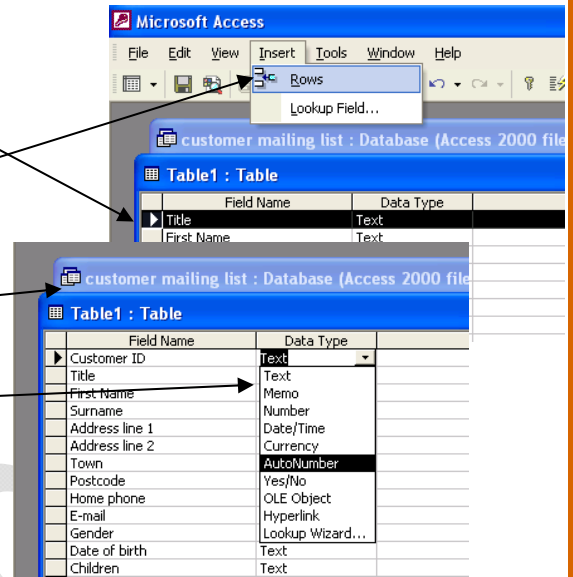 Microsoft Access
File Edit View Insert Tools Window Help
Rows
Lookup Field...
customer mailing list : Database (Access 2000 file
Table1 : Table
Field Name Data Type
Title Text
First Name Text
customer mailing list : Database (Access 2000 file
Table1 : Table
Field Name Data Type
Customer ID Text
Title Text
First Name Memo
Surname Number
Address line 1 Date/Time
Address line 2 Currency
Town AutoNumber
Postcode Yes/No
Home phone OLE Object
E-mail Hyperlink
Gender Lookup Wizard...
Date of birth Text
Children Text